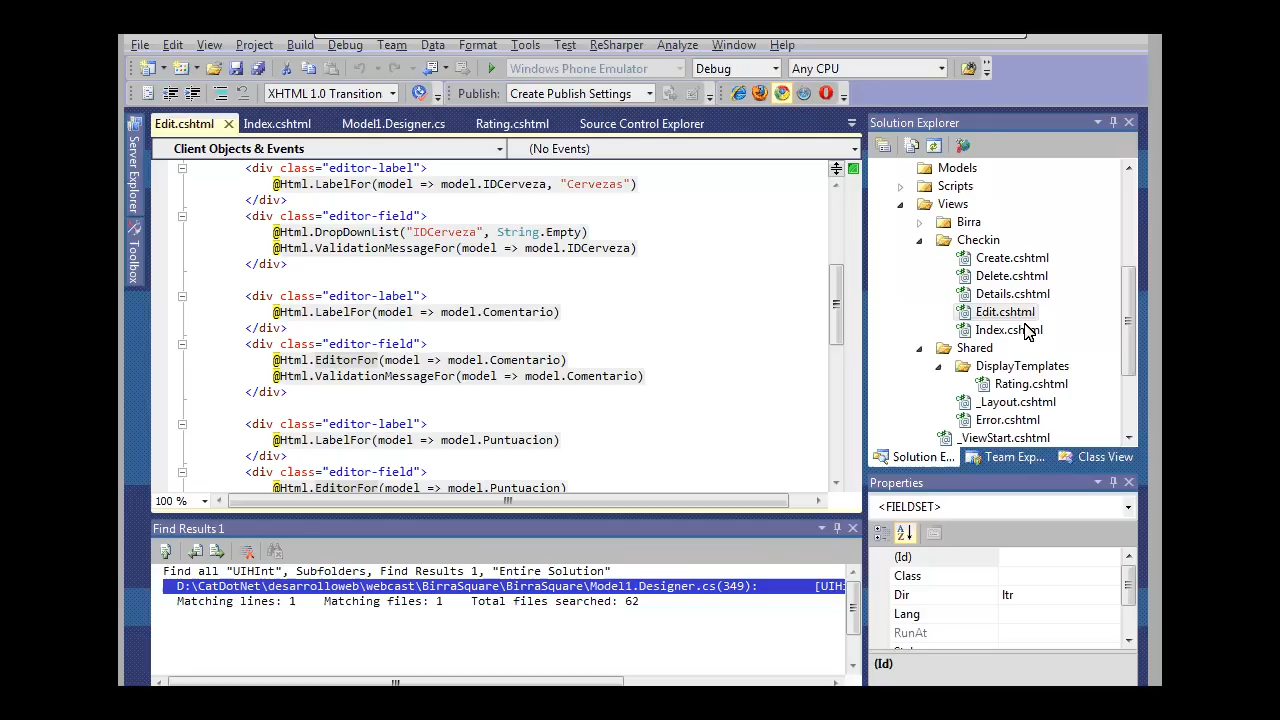 File Edit View Project Build Debug Team Data Format Tools Test ReSharper Analyze Window Help
Windows Phone Emulator Debug Any CPU
XHTML 1.0 Transition Publish: Create Publish Settings
Server Explorer
Toolbox
Edit.cshtml Index.cshtml Model1.Designer.cs Rating.cshtml Source Control Explorer
Client Objects & Events (No Events)
<div class="editor-label">
@Html.LabelFor(model => model.IDCerveza, "Cervezas")
</div>
<div class="editor-field">
@Html.DropDownList("IDCerveza", String.Empty)
@Html.ValidationMessageFor(model => model.IDCerveza)
</div>
<div class="editor-label">
@Html.LabelFor(model => model.Comentario)
</div>
<div class="editor-field">
@Html.EditorFor(model => model.Comentario)
@Html.ValidationMessageFor(model => model.Comentario)
</div>
<div class="editor-label">
@Html.LabelFor(model => model.Puntuacion)
</div>
<div class="editor-field">
@Html.EditorFor(model => model.Puntuacion)
100 %
Find Results 1
Find all "UIHInt", Subfolders, Find Results 1, "Entire Solution"
D:\CatDotNet\desarrolloweb\webcast\BirraSquare\BirraSquare\Model1.Designer.cs(349): [UIHi
Matching lines: 1 Matching files: 1 Total files searched: 62
Solution Explorer
Models
Scripts
Views
Birra
Checkin
Create.cshtml
Delete.cshtml
Details.cshtml
Edit.cshtml
Index.cshtml
Shared
DisplayTemplates
Rating.cshtml
_Layout.cshtml
Error.cshtml
_ViewStart.cshtml
Solution E... Team Exp... Class View
Properties
<FIELDSET>
(Id)
Class
Dir ltr
Lang
RunAt
(Id)